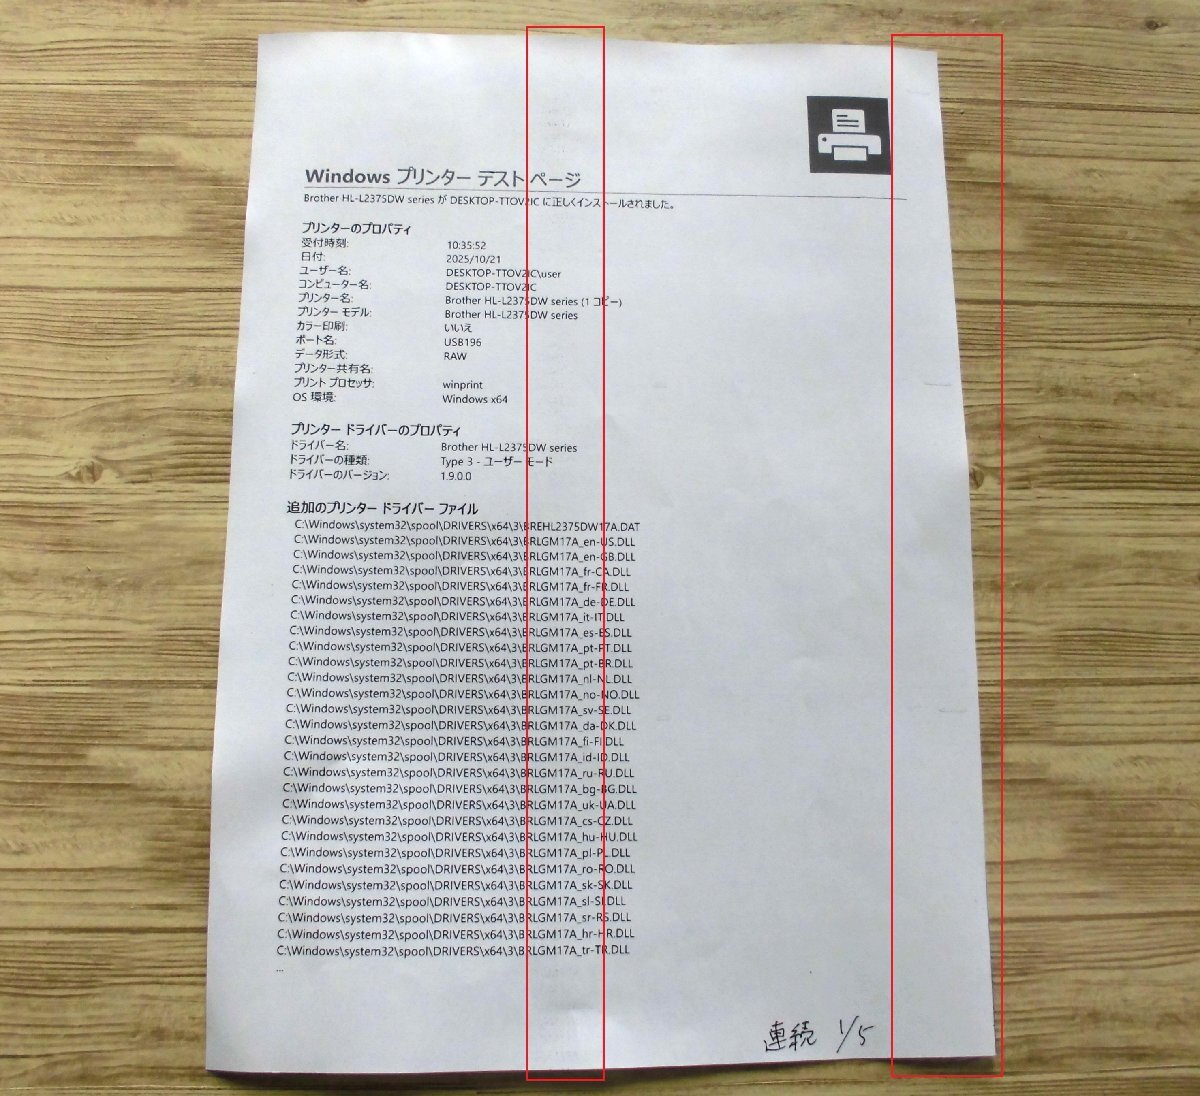 Windows プリンター テスト ページ
Brother HL-L2375DW series が DESKTOP-TTOV2IC に正しくインストールされました。
プリンターのプロパティ
受付時刻: 10:35:52
日付: 2025/10/21
ユーザー名: DESKTOP-TTOV2IC\user
コンピューター名: DESKTOP-TTOV2IC
プリンター名: Brother HL-L2375DW series (1 コピー)
プリンター モデル: Brother HL-L2375DW series
カラー印刷: いいえ
ポート名: USB196
データ形式: RAW
プリンター共有名:
プリント プロセッサ: winprint
OS 環境: Windows x64
プリンター ドライバーのプロパティ
ドライバー名: Brother HL-L2375DW series
ドライバーの種類: Type 3 - ユーザー モード
ドライバーのバージョン: 1.9.0.0
追加のプリンター ドライバー ファイル
C:\Windows\system32\spool\DRIVERS\x64\3\BREHL2375DW17A.DAT
C:\Windows\system32\spool\DRIVERS\x64\3\BRLGM17A_en-US.DLL
C:\Windows\system32\spool\DRIVERS\x64\3\BRLGM17A_en-GB.DLL
C:\Windows\system32\spool\DRIVERS\x64\3\BRLGM17A_fr-CA.DLL
C:\Windows\system32\spool\DRIVERS\x64\3\BRLGM17A_fr-FR.DLL
C:\Windows\system32\spool\DRIVERS\x64\3\BRLGM17A_de-DE.DLL
C:\Windows\system32\spool\DRIVERS\x64\3\BRLGM17A_it-IT.DLL
C:\Windows\system32\spool\DRIVERS\x64\3\BRLGM17A_es-ES.DLL
C:\Windows\system32\spool\DRIVERS\x64\3\BRLGM17A_pt-PT.DLL
C:\Windows\system32\spool\DRIVERS\x64\3\BRLGM17A_pt-BR.DLL
C:\Windows\system32\spool\DRIVERS\x64\3\BRLGM17A_nl-NL.DLL
C:\Windows\system32\spool\DRIVERS\x64\3\BRLGM17A_no-NO.DLL
C:\Windows\system32\spool\DRIVERS\x64\3\BRLGM17A_sv-SE.DLL
C:\Windows\system32\spool\DRIVERS\x64\3\BRLGM17A_da-DK.DLL
C:\Windows\system32\spool\DRIVERS\x64\3\BRLGM17A_fi-FI.DLL
C:\Windows\system32\spool\DRIVERS\x64\3\BRLGM17A_id-ID.DLL
C:\Windows\system32\spool\DRIVERS\x64\3\BRLGM17A_ru-RU.DLL
C:\Windows\system32\spool\DRIVERS\x64\3\BRLGM17A_bg-BG.DLL
C:\Windows\system32\spool\DRIVERS\x64\3\BRLGM17A_uk-UA.DLL
C:\Windows\system32\spool\DRIVERS\x64\3\BRLGM17A_cs-CZ.DLL
C:\Windows\system32\spool\DRIVERS\x64\3\BRLGM17A_hu-HU.DLL
C:\Windows\system32\spool\DRIVERS\x64\3\BRLGM17A_pl-PL.DLL
C:\Windows\system32\spool\DRIVERS\x64\3\BRLGM17A_ro-RO.DLL
C:\Windows\system32\spool\DRIVERS\x64\3\BRLGM17A_sk-SK.DLL
C:\Windows\system32\spool\DRIVERS\x64\3\BRLGM17A_sl-SI.DLL
C:\Windows\system32\spool\DRIVERS\x64\3\BRLGM17A_sr-RS.DLL
C:\Windows\system32\spool\DRIVERS\x64\3\BRLGM17A_hr-HR.DLL
C:\Windows\system32\spool\DRIVERS\x64\3\BRLGM17A_tr-TR.DLL
...
連続 1/5